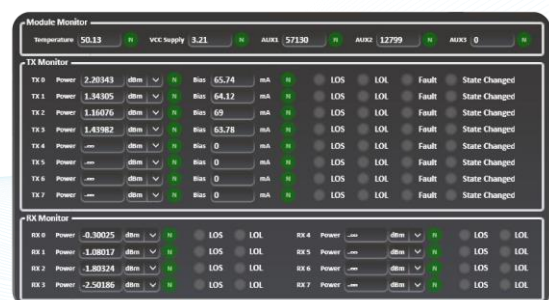 Module Monitor
Temperature 50.13 N VCC Supply 3.21 N AUX1 57130 N AUX2 12799 N AUX3 0 N
TX Monitor
TX 0 Power 2.20343 dBm N Bias 65.74 mA N LOS LOL Fault State Changed
TX 1 Power 1.34305 dBm N Bias 64.12 mA N LOS LOL Fault State Changed
TX 2 Power 1.16076 dBm N Bias 69 mA N LOS LOL Fault State Changed
TX 3 Power 1.43982 dBm N Bias 63.78 mA N LOS LOL Fault State Changed
TX 4 Power -∞ dBm N Bias 0 mA N LOS LOL Fault State Changed
TX 5 Power -∞ dBm N Bias 0 mA N LOS LOL Fault State Changed
TX 6 Power -∞ dBm N Bias 0 mA N LOS LOL Fault State Changed
TX 7 Power -∞ dBm N Bias 0 mA N LOS LOL Fault State Changed
RX Monitor
RX 0 Power -0.30025 dBm N LOS LOL RX 4 Power -∞ dBm N LOS LOL
RX 1 Power -1.08017 dBm N LOS LOL RX 5 Power -∞ dBm N LOS LOL
RX 2 Power -1.80324 dBm N LOS LOL RX 6 Power -∞ dBm N LOS LOL
RX 3 Power -2.50186 dBm N LOS LOL RX 7 Power -∞ dBm N LOS LOL